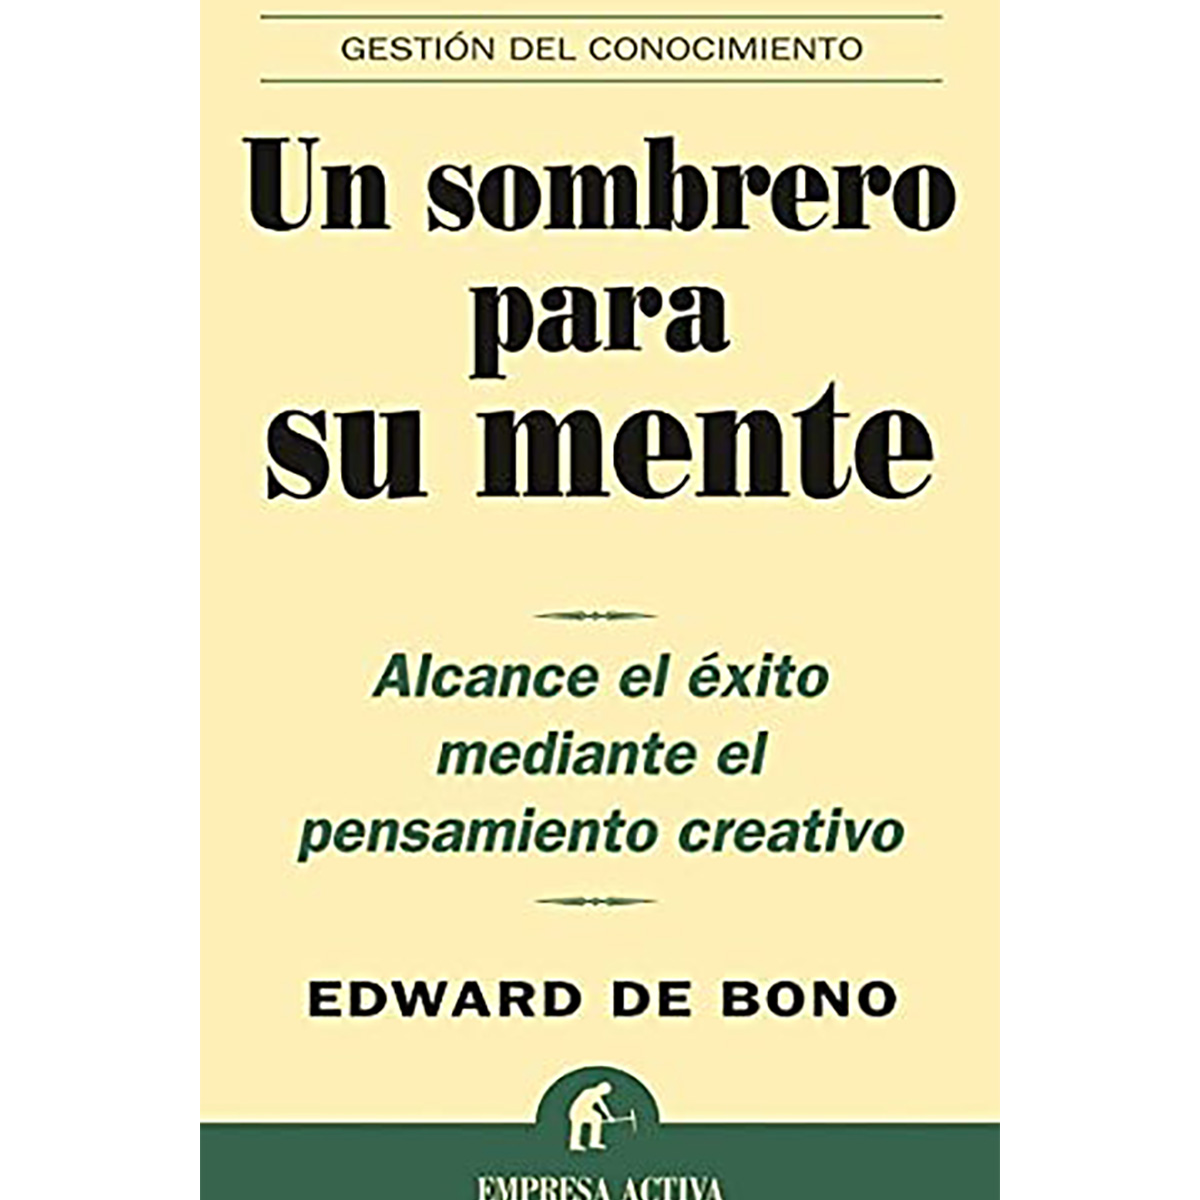 GESTIÓN DEL CONOCIMIENTO
Un sombrero
para
su mente
Alcance el éxito
mediante el
pensamiento creativo
EDWARD DE BONO
EMPRESA ACTIVA